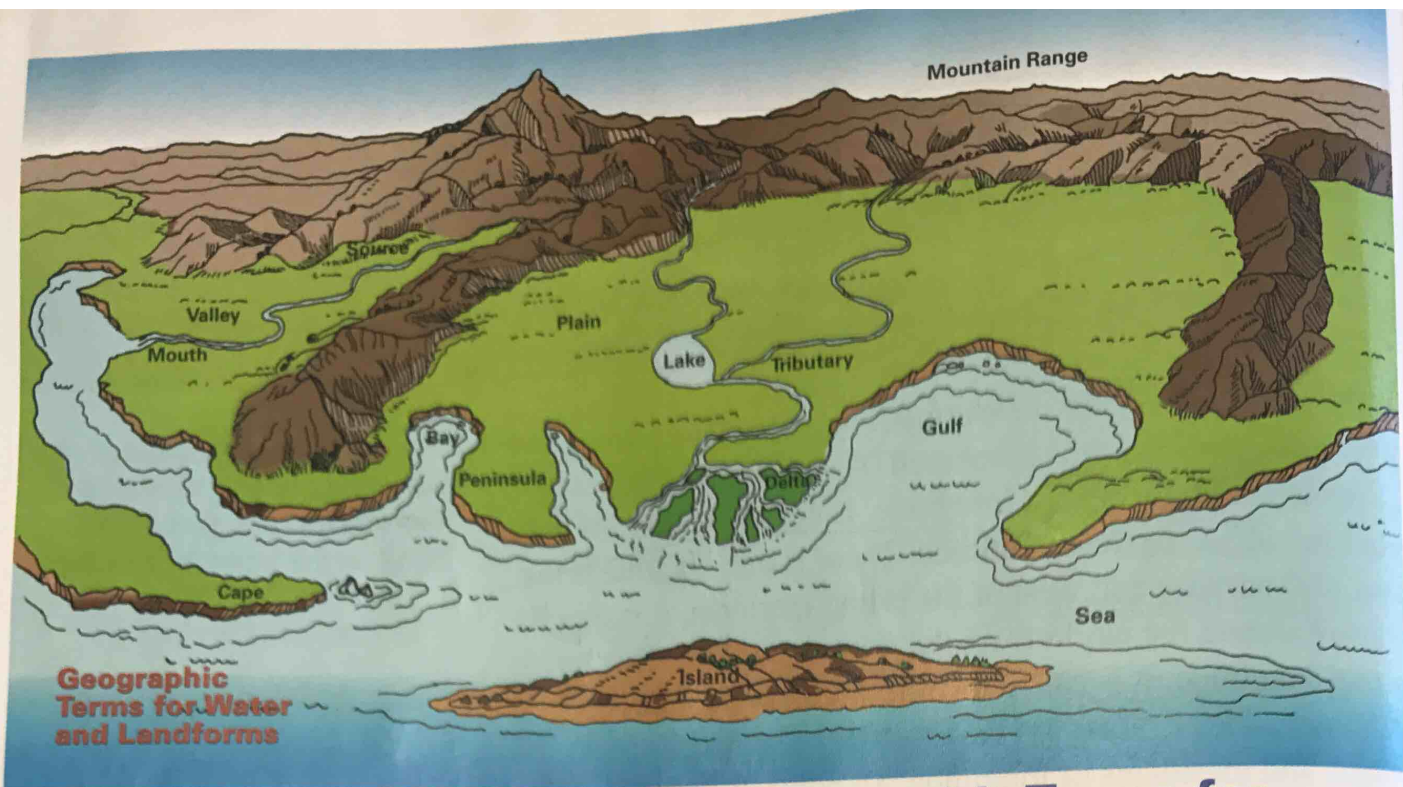 Mountain Range
Source
Valley
Plain
Mouth
Lake
Tributary
Gulf
Bay
Peninsula
Delta
Cape
Sea
Island
Geographic
Terms for Water
and Landforms